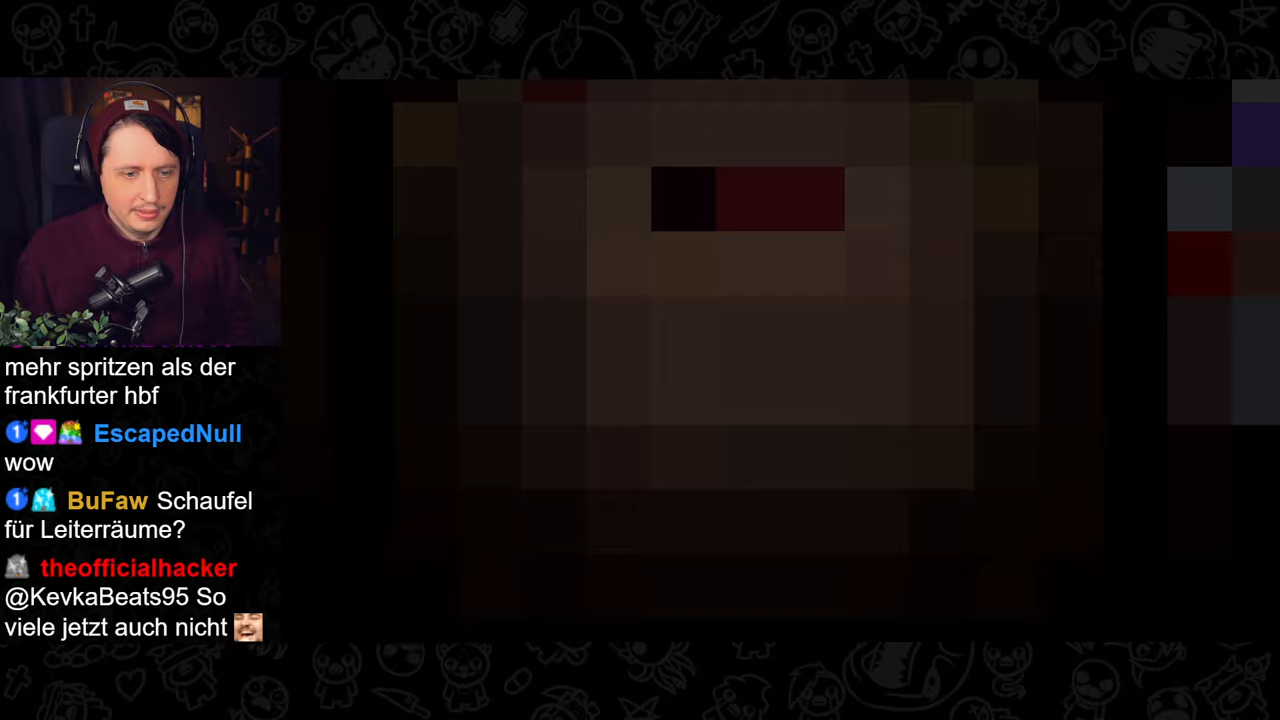 mehr spritzen als der
frankfurter hbf
EscapedNull
wow
BuFaw Schaufel
für Leiterräume?
theofficialhacker
@KevkaBeats95 So
viele jetzt auch nicht